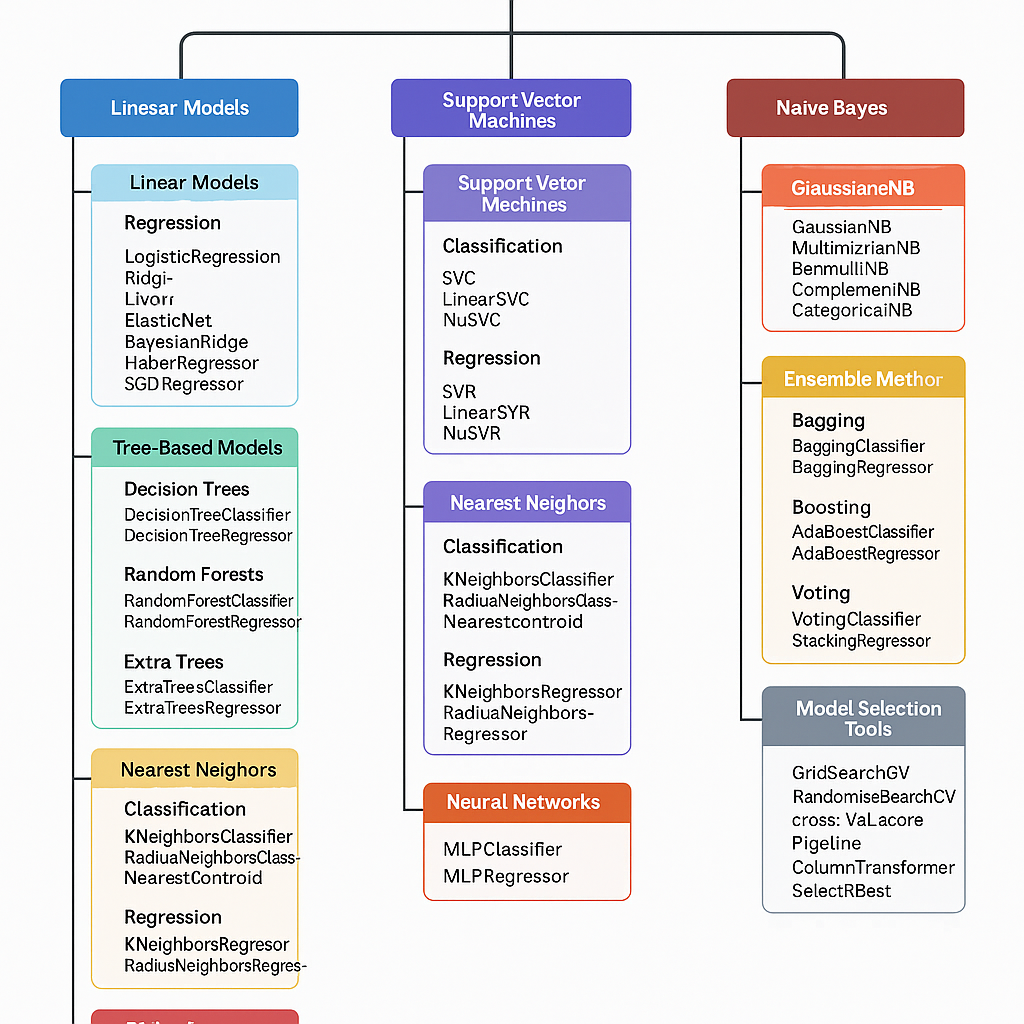 Linesar Models
Linear Models
Regression
LogisticRegression
Ridgi-
Livorr
ElasticNet
BayesianRidge
HaberRegressor
SGD Regressor
Tree-Based Models
Decision Trees
DecisionTreeClassifier
DecisionTreeRegressor
Random Forests
RandomForestClassifier
RandomForestRegressor
Extra Trees
ExtraTreesClassifier
ExtraTreesRegressor
Nearest Neighors
Classification
KNeighborsClassifier
RadiuaNeighborsClass-
NearestControid
Regression
KNeighborsRegresor
RadiusNeighborsRegres-
Support Vector
Machines
Support Vetor
Mechines
Classification
SVC
LinearSVC
NuSVC
Regression
SVR
LinearSYR
NuSVR
Nearest Neighors
Classification
KNeighborsClassifier
RadiuaNeighborsClass-
Nearestcontroid
Regression
KNeighborsRegressor
RadiuaNeighbors-
Regressor
Neural Networks
MLPClassifier
MLPRegressor
Naive Bayes
GiaussianeNB
GaussianNB
MultimizrianNB
BenmulliNB
ComplemeniNB
CategoricaiNB
Ensemble Methor
Bagging
BaggingClassifier
BaggingRegressor
Boosting
AdaBoestClassifier
AdaBoestRegressor
Voting
VotingClassifier
StackingRegressor
Model Selection
Tools
GridSearchGV
RandomiseBearchCV
cross: VaLacore
Pigeline
ColumnTransformer
SelectRBest